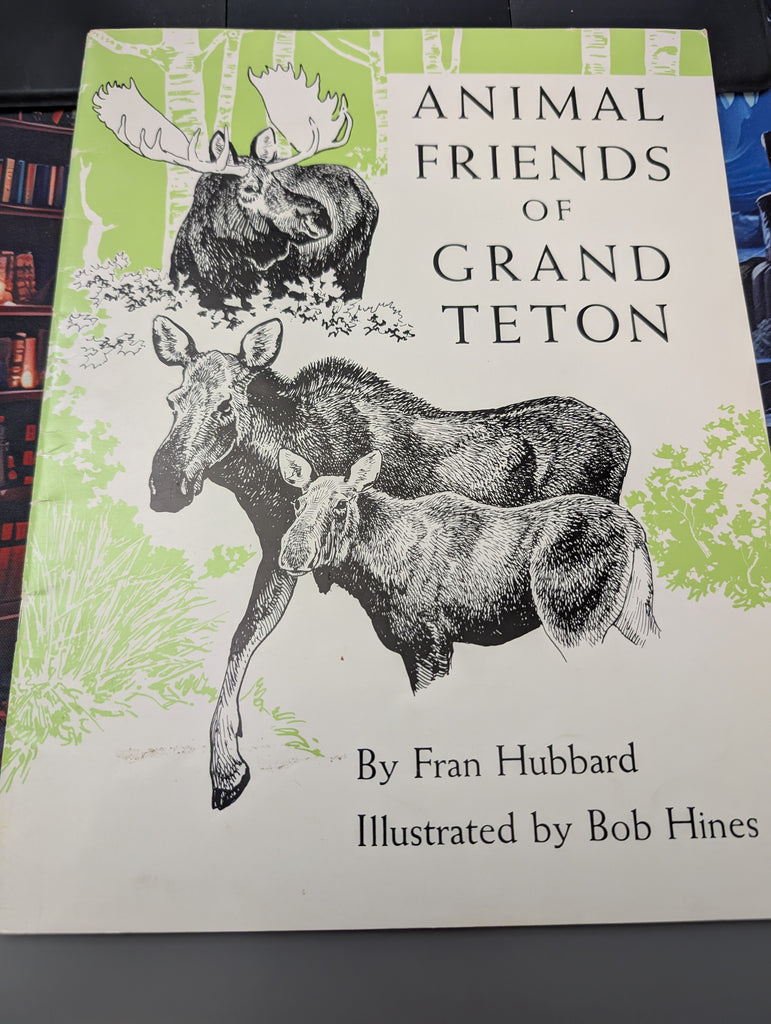 ANIMAL
FRIENDS
OF
GRAND
TETON
By Fran Hubbard
Illustrated by Bob Hines